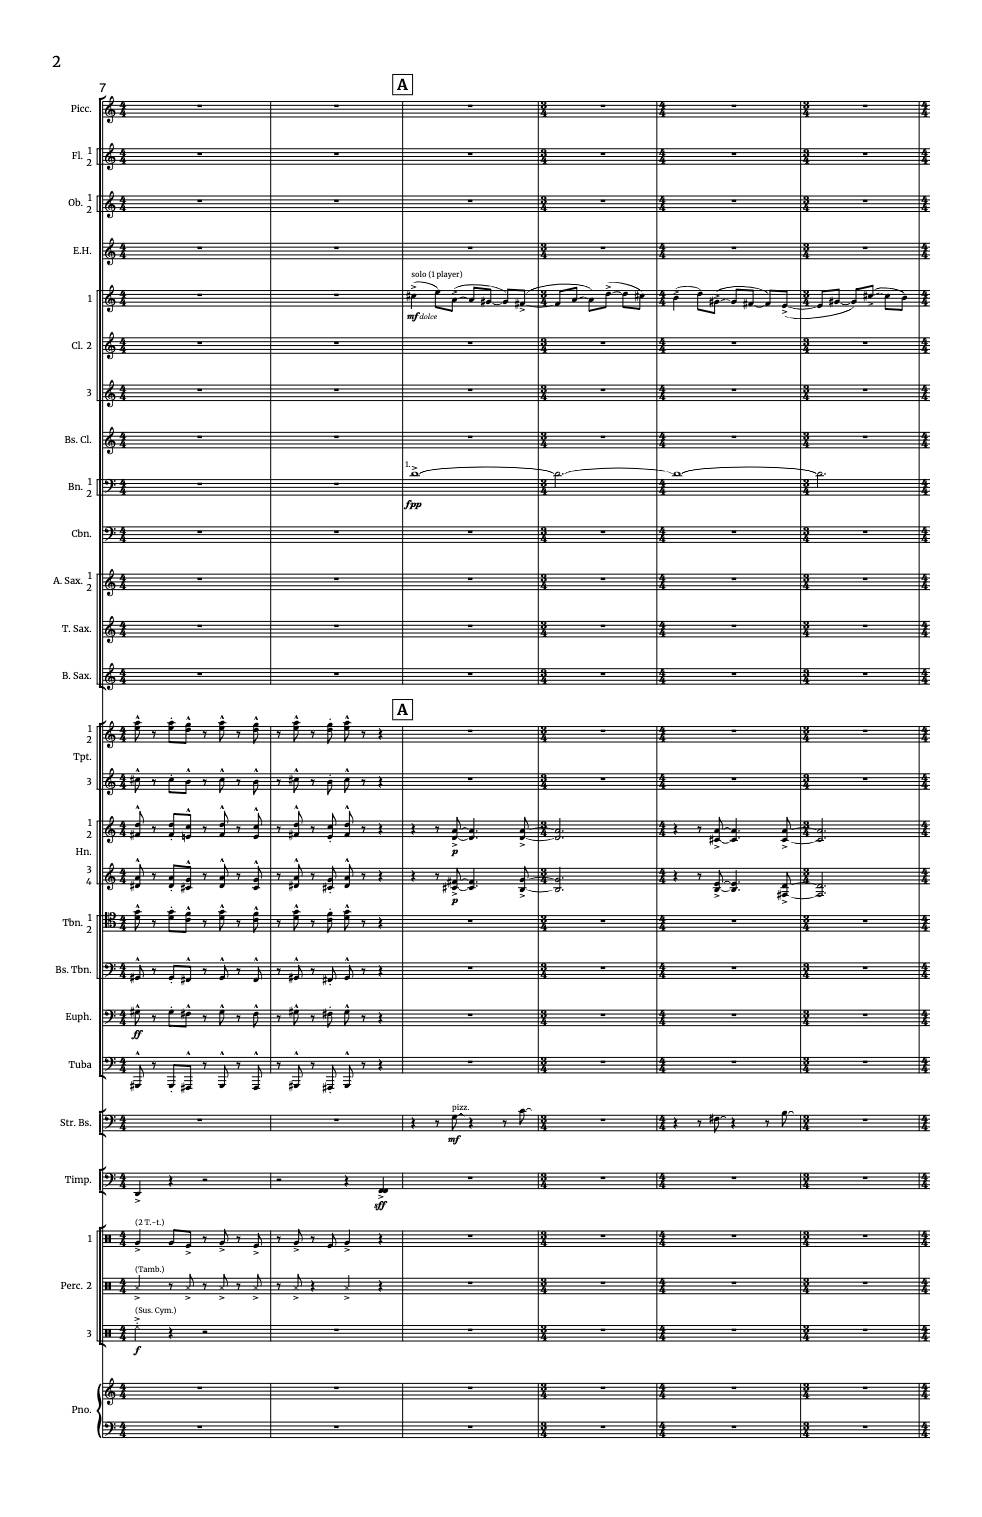 2
7
A
Picc.
Fl. 1
2
Ob. 1
2
E.H.
solo (1 player)
1
mf dolce
Cl. 2
3
Bs. Cl.
1.
Bn. 1
2
fpp
Cbn.
A. Sax. 1
2
T. Sax.
B. Sax.
A
1
2
Tpt.
3
1
2
p
Hn.
3
4
p
Tbn. 1
2
Bs. Tbn.
Euph.
ff
Tuba
pizz.
Str. Bs.
mf
Timp.
sff
(2 T.-t.)
1
(Tamb.)
Perc. 2
(Sus. Cym.)
3
f
Pno.